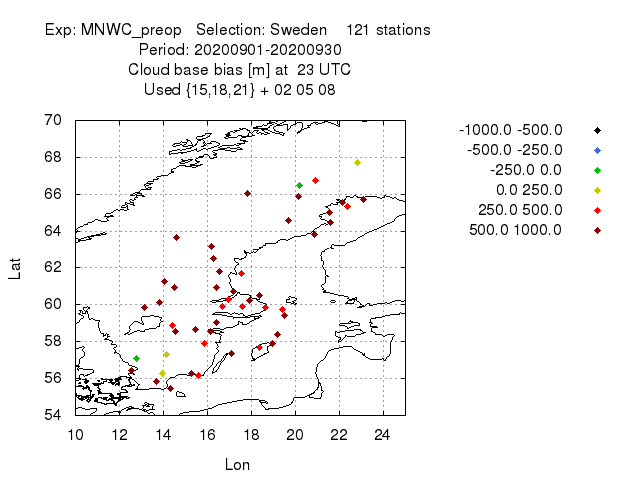 Exp: MNWC_preop   Selection: Sweden    121 stations
Period: 20200901-20200930
Cloud base bias [m] at  23 UTC
Used {15,18,21} + 02 05 08
70
68
66
64
62
60
58
56
54
10 12 14 16 18 20 22 24
Lat
Lon
-1000.0 -500.0
-500.0 -250.0
-250.0 0.0
0.0 250.0
250.0 500.0
500.0 1000.0